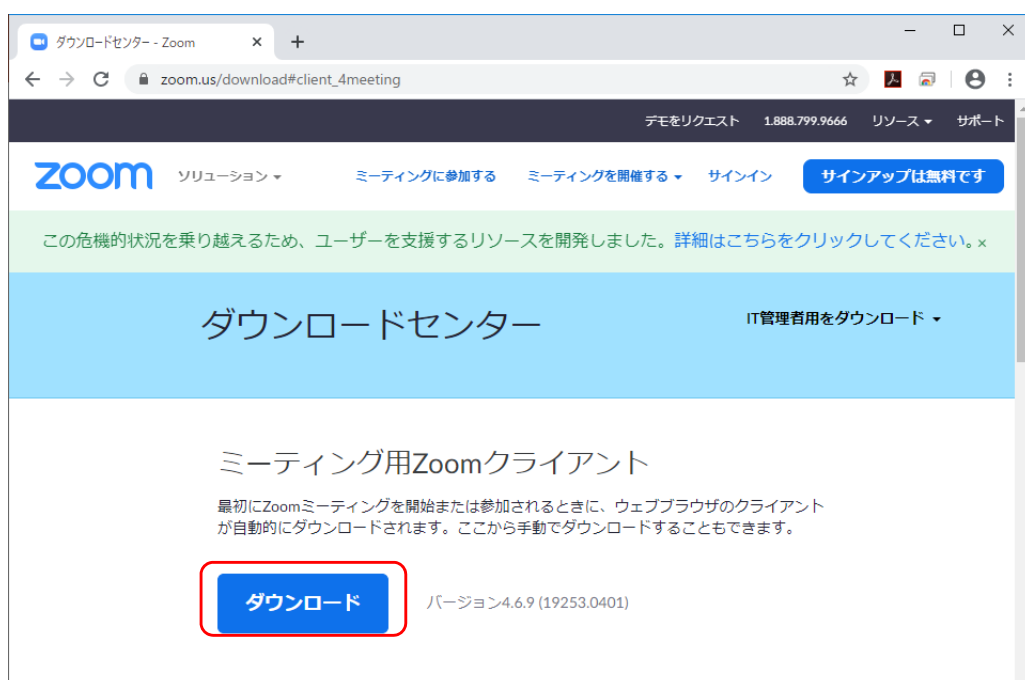 ダウンロードセンター - Zoom
zoom.us/download#client_4meeting
デモをリクエスト 1.888.799.9666 リソース サポート
zoom ソリューション ミーティングに参加する ミーティングを開催する サインイン サインアップは無料です
この危機的状況を乗り越えるため、ユーザーを支援するリソースを開発しました。詳細はこちらをクリックしてください。×
ダウンロードセンター IT管理者用をダウンロード
ミーティング用Zoomクライアント
最初にZoomミーティングを開始または参加されるときに、ウェブブラウザのクライアント
が自動的にダウンロードされます。ここから手動でダウンロードすることもできます。
ダウンロード バージョン4.6.9 (19253.0401)